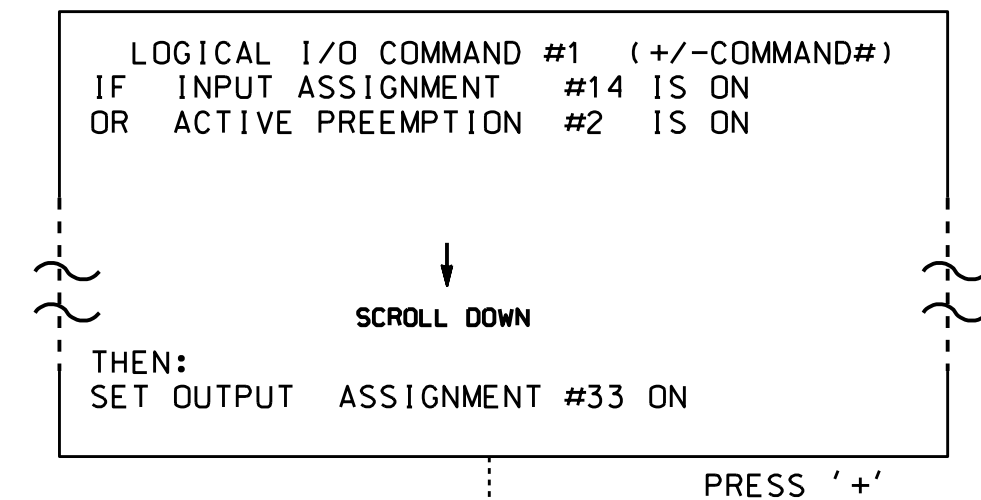 LOGICAL I/O COMMAND #1 (+/-COMMAND#)
IF INPUT ASSIGNMENT #14 IS ON
OR ACTIVE PREEMPTION #2 IS ON
SCROLL DOWN
THEN:
SET OUTPUT ASSIGNMENT #33 ON
PRESS '+'